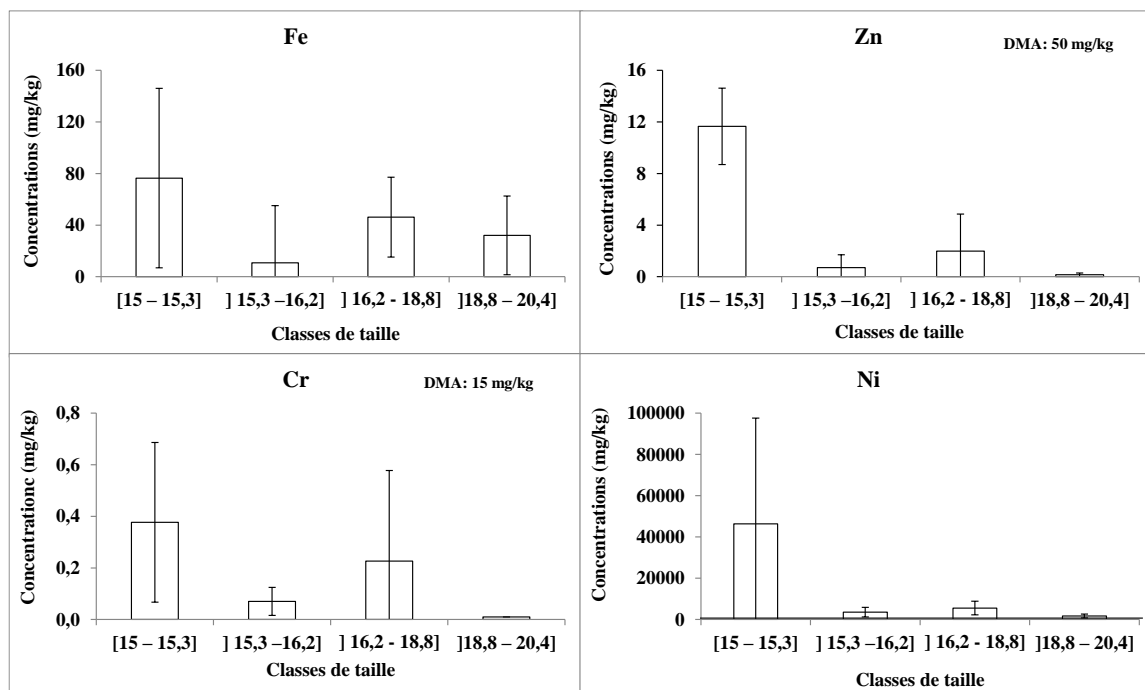 Fe
Concentrations (mg/kg)
160
120
80
40
0
[15 – 15,3]
] 15,3 –16,2]
] 16,2 - 18,8]
]18,8 – 20,4]
Classes de taille
Zn
DMA: 50 mg/kg
Concentrations (mg/kg)
16
12
8
4
0
[15 – 15,3]
] 15,3 –16,2]
] 16,2 - 18,8]
]18,8 – 20,4]
Classes de taille
Cr
DMA: 15 mg/kg
Concentrationc (mg/kg)
0,8
0,6
0,4
0,2
0,0
[15 – 15,3]
] 15,3 –16,2]
] 16,2 - 18,8]
]18,8 – 20,4]
Classes de taille
Ni
Concentrations (mg/kg)
100000
80000
60000
40000
20000
0
[15 – 15,3]
] 15,3 –16,2]
] 16,2 - 18,8]
]18,8 – 20,4]
Classes de taille